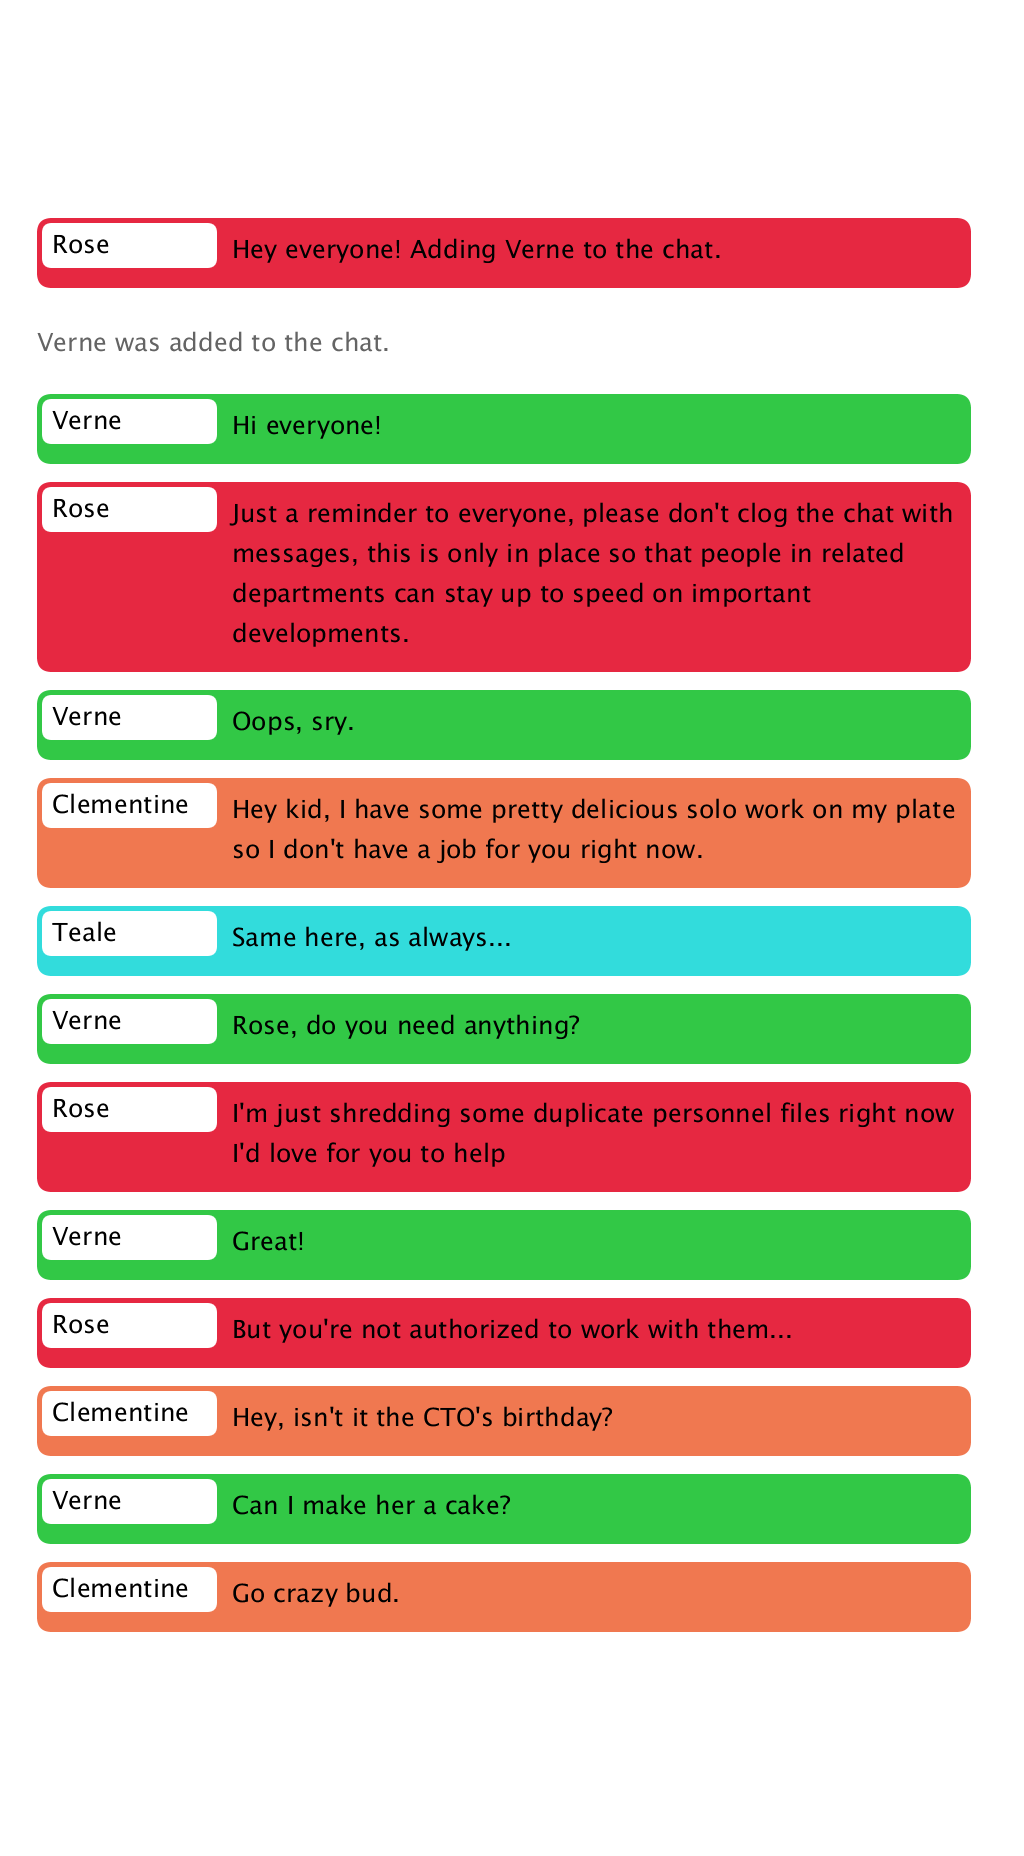 Rose
Hey everyone! Adding Verne to the chat.
Verne was added to the chat.
Verne
Hi everyone!
Rose
Just a reminder to everyone, please don't clog the chat with
messages, this is only in place so that people in related
departments can stay up to speed on important
developments.
Verne
Oops, sry.
Clementine
Hey kid, I have some pretty delicious solo work on my plate
so I don't have a job for you right now.
Teale
Same here, as always...
Verne
Rose, do you need anything?
Rose
I'm just shredding some duplicate personnel files right now
I'd love for you to help
Verne
Great!
Rose
But you're not authorized to work with them...
Clementine
Hey, isn't it the CTO's birthday?
Verne
Can I make her a cake?
Clementine
Go crazy bud.